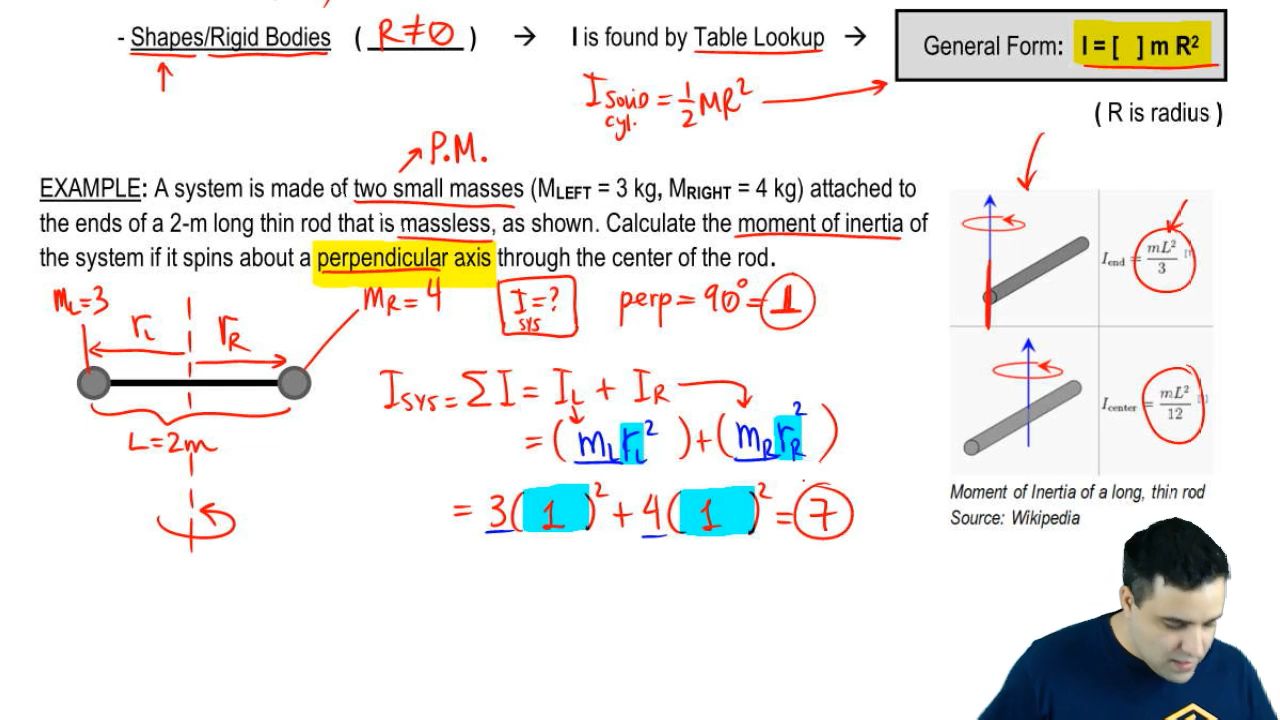 - Shapes/Rigid Bodies ( R≠0 ) → I is found by Table Lookup → General Form: I = [ ] m R²
I Solid cyl. = 1/2 MR²
( R is radius )
P.M.
EXAMPLE: A system is made of two small masses (MLEFT = 3 kg, MRIGHT = 4 kg) attached to
the ends of a 2-m long thin rod that is massless, as shown. Calculate the moment of inertia of
the system if it spins about a perpendicular axis through the center of the rod.
mL=3
mR=4
I=?
sys
perp = 90° = 1
rL
rR
L=2m
ISYS = ΣI = IL + IR
= (mLrL²) + (mRrR²)
= 3(1)² + 4(1)² = 7
Iend = mL²/3
Icenter = mL²/12
Moment of Inertia of a long, thin rod
Source: Wikipedia